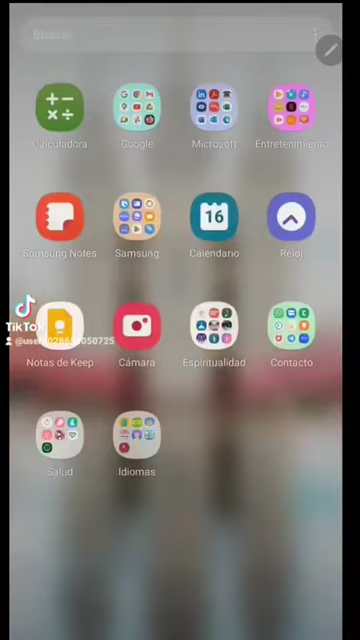 Buscar
Calculadora
Google
Microsoft
Entretenimiento
Samsung Notes
Samsung
16
Calendario
Reloj
TikTok
Notas de Keep
Cámara
Espiritualidad
Contacto
Salud
Idiomas